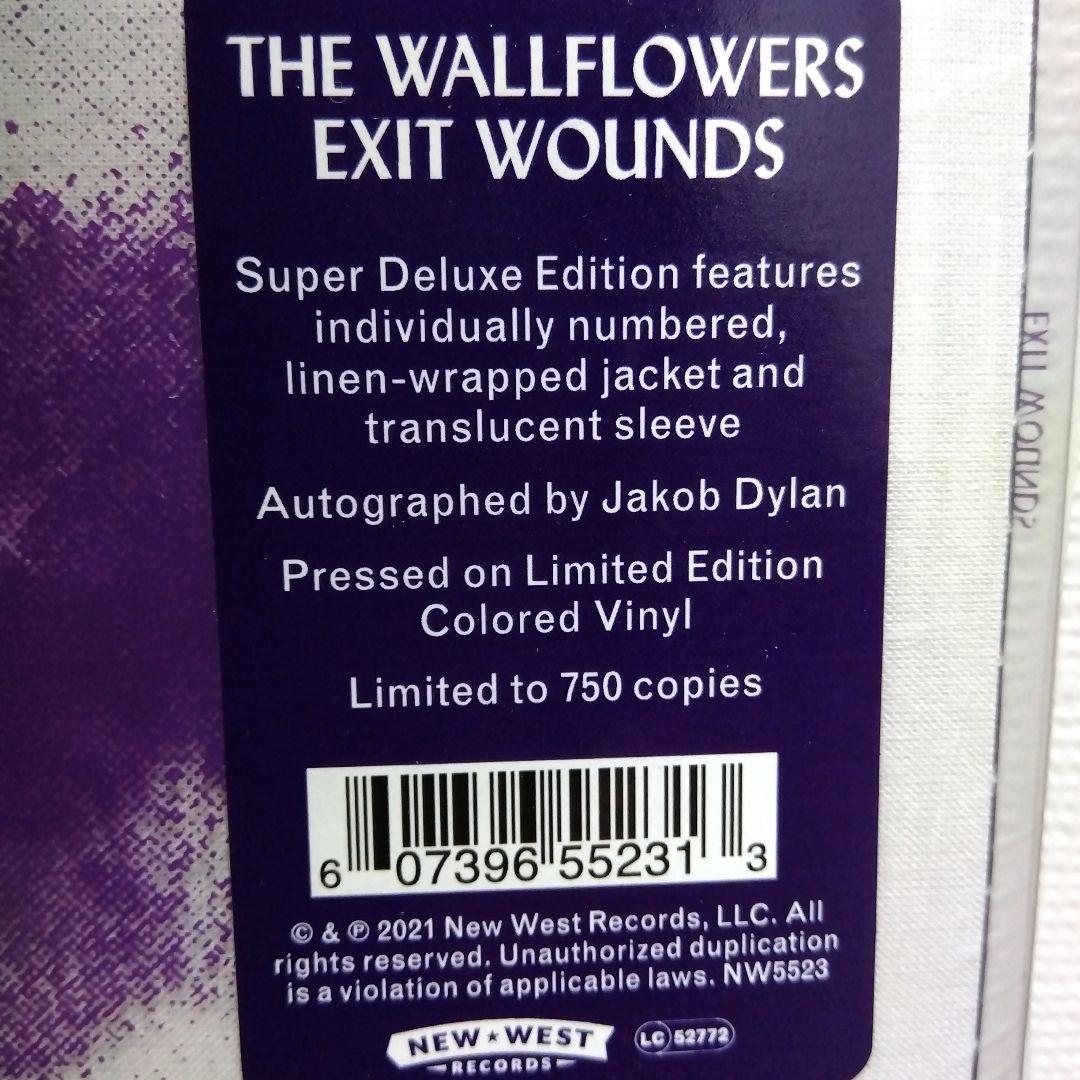 THE WALLFLOWERS
EXIT WOUNDS
Super Deluxe Edition features
individually numbered,
linen-wrapped jacket and
translucent sleeve
Autographed by Jakob Dylan
Pressed on Limited Edition
Colored Vinyl
Limited to 750 copies
6 07396 55231 3
© & ℗ 2021 New West Records, LLC. All
rights reserved. Unauthorized duplication
is a violation of applicable laws. NW5523
NEW★WEST
RECORDS
LC 52772
EXIT WOUNDS